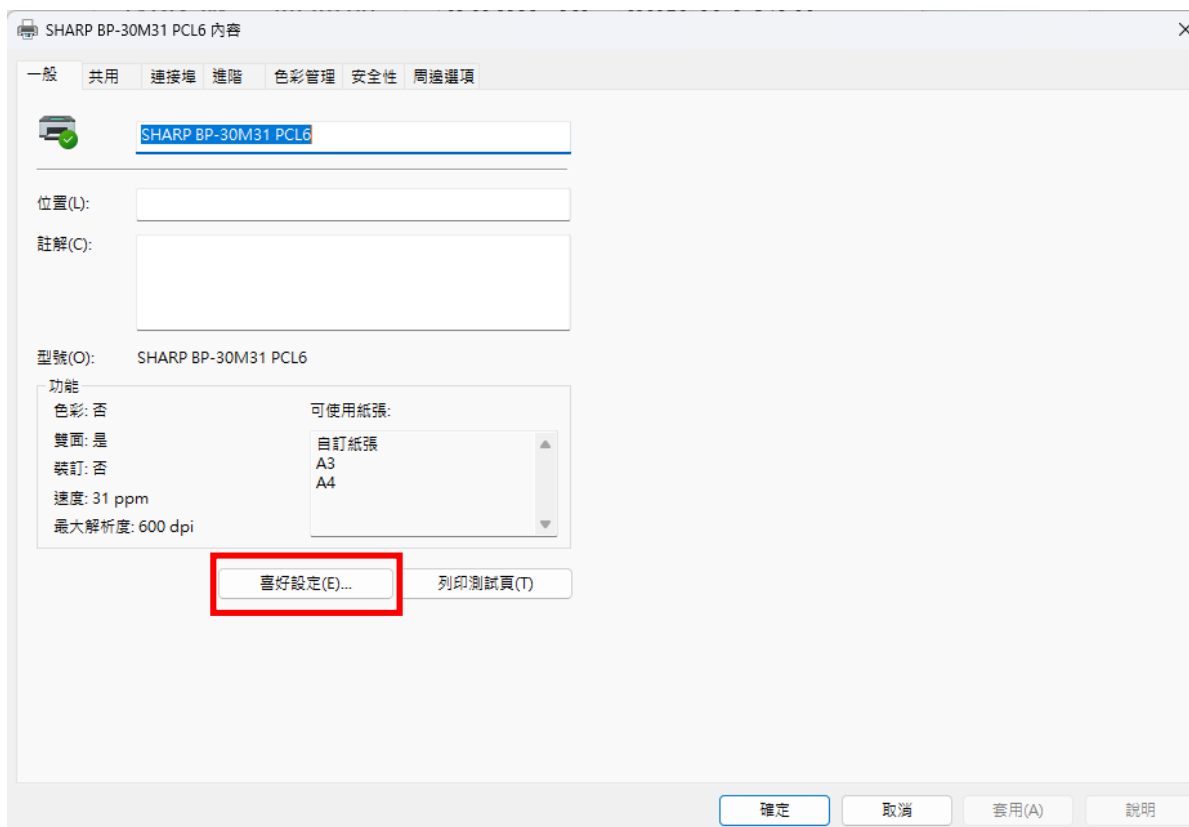 SHARP BP-30M31 PCL6 內容
一般 共用 連接埠 進階 色彩管理 安全性 周邊選項
SHARP BP-30M31 PCL6
位置(L):
註解(C):
型號(O): SHARP BP-30M31 PCL6
功能
色彩: 否 可使用紙張:
雙面: 是 自訂紙張
裝訂: 否 A3
速度: 31 ppm A4
最大解析度: 600 dpi
喜好設定(E)... 列印測試頁(T)
確定 取消 套用(A) 說明